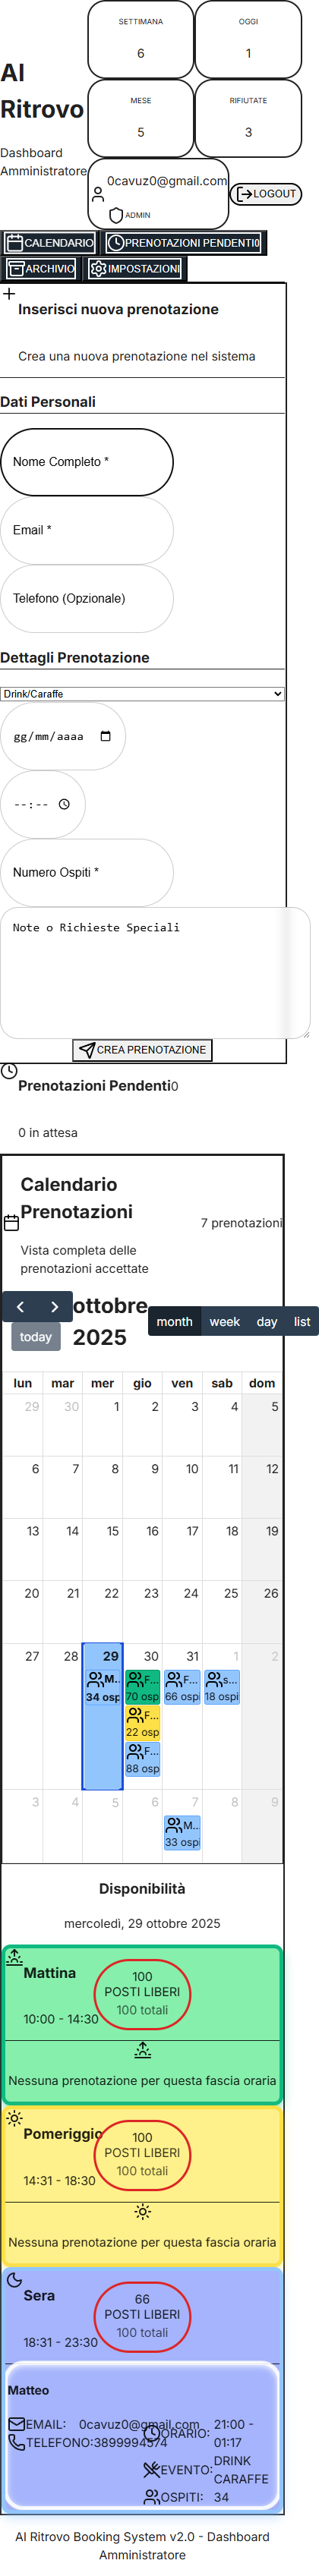 Al
Ritrovo
Dashboard
Amministratore
SETTIMANA
6
OGGI
1
MESE
5
RIFIUTATE
3
0cavuz0@gmail.com
ADMIN
LOGOUT
CALENDARIO
PRENOTAZIONI PENDENTI0
ARCHIVIO
IMPOSTAZIONI
Inserisci nuova prenotazione
Crea una nuova prenotazione nel sistema
Dati Personali
Nome Completo *
Email *
Telefono (Opzionale)
Dettagli Prenotazione
Drink/Caraffe
gg/mm/aaaa
--:--
Numero Ospiti *
Note o Richieste Speciali
CREA PRENOTAZIONE
Prenotazioni Pendenti0
0 in attesa
Calendario
Prenotazioni
7 prenotazioni
Vista completa delle
prenotazioni accettate
today
ottobre
2025
month week day list
lun mar mer gio ven sab dom
29 30 1 2 3 4 5
6 7 8 9 10 11 12
13 14 15 16 17 18 19
20 21 22 23 24 25 26
27 28 29 30 31 1 2
M... F... F... s...
34 osp 70 osp 66 ospi 18 ospi
F...
22 osp
F...
88 osp
3 4 5 6 7 8 9
M...
33 ospi
Disponibilità
mercoledì, 29 ottobre 2025
Mattina
10:00 - 14:30
100
POSTI LIBERI
100 totali
Nessuna prenotazione per questa fascia oraria
Pomeriggio
14:31 - 18:30
100
POSTI LIBERI
100 totali
Nessuna prenotazione per questa fascia oraria
Sera
18:31 - 23:30
66
POSTI LIBERI
100 totali
Matteo
EMAIL: 0cavuz0@gmail.com
TELEFONO:3899994574
ORARIO: 21:00 -
01:17
EVENTO: DRINK
CARAFFE
OSPITI: 34
Al Ritrovo Booking System v2.0 - Dashboard
Amministratore